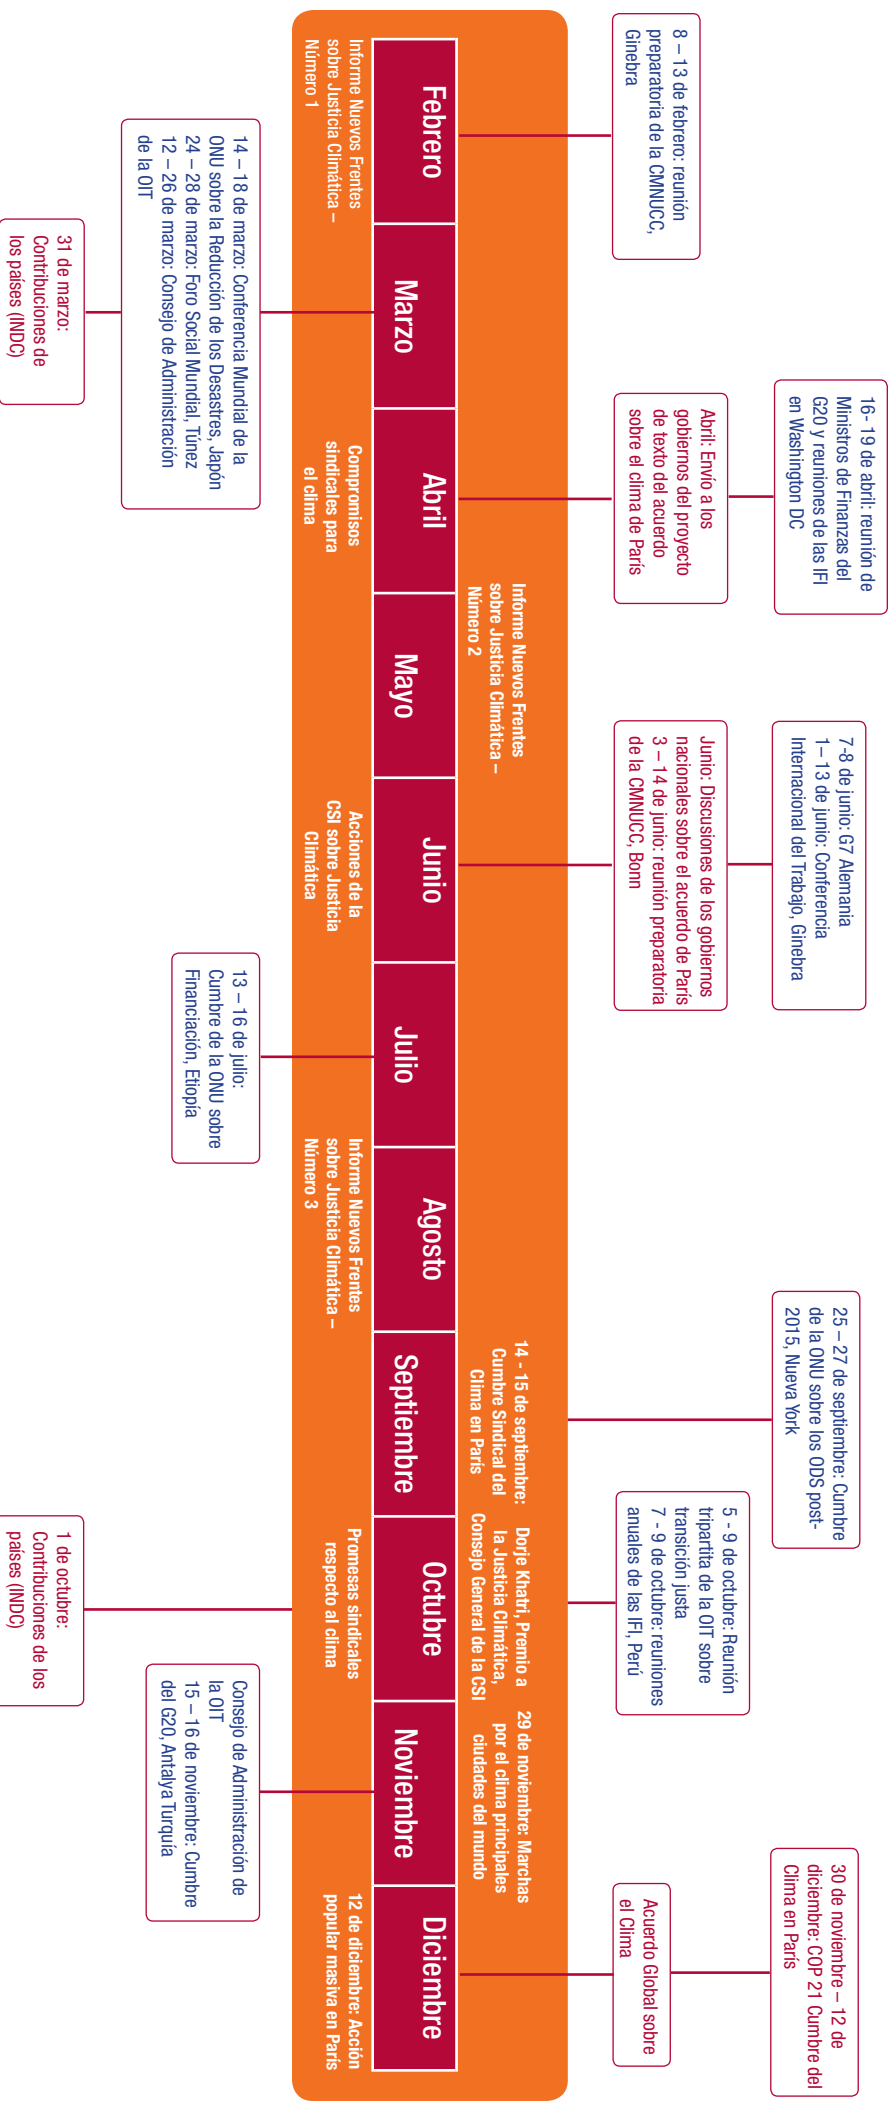 8 – 13 de febrero: reunión
preparatoria de la CMNUCC,
Ginebra
16- 19 de abril: reunión de
Ministros de Finanzas del
G20 y reuniones de las IFI
en Washington DC
Abril: Envío a los
gobiernos del proyecto
de texto del acuerdo
sobre el clima de París
7-8 de junio: G7 Alemania
1– 13 de junio: Conferencia
Internacional del Trabajo, Ginebra
Junio: Discusiones de los gobiernos
nacionales sobre el acuerdo de París
3 – 14 de junio: reunión preparatoria
de la CMNUCC, Bonn
25 – 27 de septiembre: Cumbre
de la ONU sobre los ODS post-
2015, Nueva York
5 - 9 de octubre: Reunión
tripartita de la OIT sobre
transición justa
7 - 9 de octubre: reuniones
anuales de las IFI, Perú
30 de noviembre – 12 de
diciembre: COP 21 Cumbre del
Clima en París
Acuerdo Global sobre
el Clima
Informe Nuevos Frentes
sobre Justicia Climática –
Número 2
14 - 15 de septiembre:
Cumbre Sindical del
Clima en París
Dorje Khatri, Premio a
la Justicia Climática,
Consejo General de la CSI
29 de noviembre: Marchas
por el clima principales
ciudades del mundo
Febrero
Marzo
Abril
Mayo
Junio
Julio
Agosto
Septiembre
Octubre
Noviembre
Diciembre
Informe Nuevos Frentes
sobre Justicia Climática –
Número 1
Compromisos
sindicales para
el clima
Acciones de la
CSI sobre Justicia
Climática
Informe Nuevos Frentes
sobre Justicia Climática –
Número 3
Promesas sindicales
respecto al clima
12 de diciembre: Acción
popular masiva en París
14 – 18 de marzo: Conferencia Mundial de la
ONU sobre la Reducción de los Desastres, Japón
24 – 28 de marzo: Foro Social Mundial, Túnez
12 – 26 de marzo: Consejo de Administración
de la OIT
31 de marzo:
Contribuciones de
los países (INDC)
13 – 16 de julio:
Cumbre de la ONU sobre
Financiación, Etiopía
1 de octubre:
Contribuciones de los
países (INDC)
Consejo de Administración de
la OIT
15 – 16 de noviembre: Cumbre
del G20, Antalya Turquía